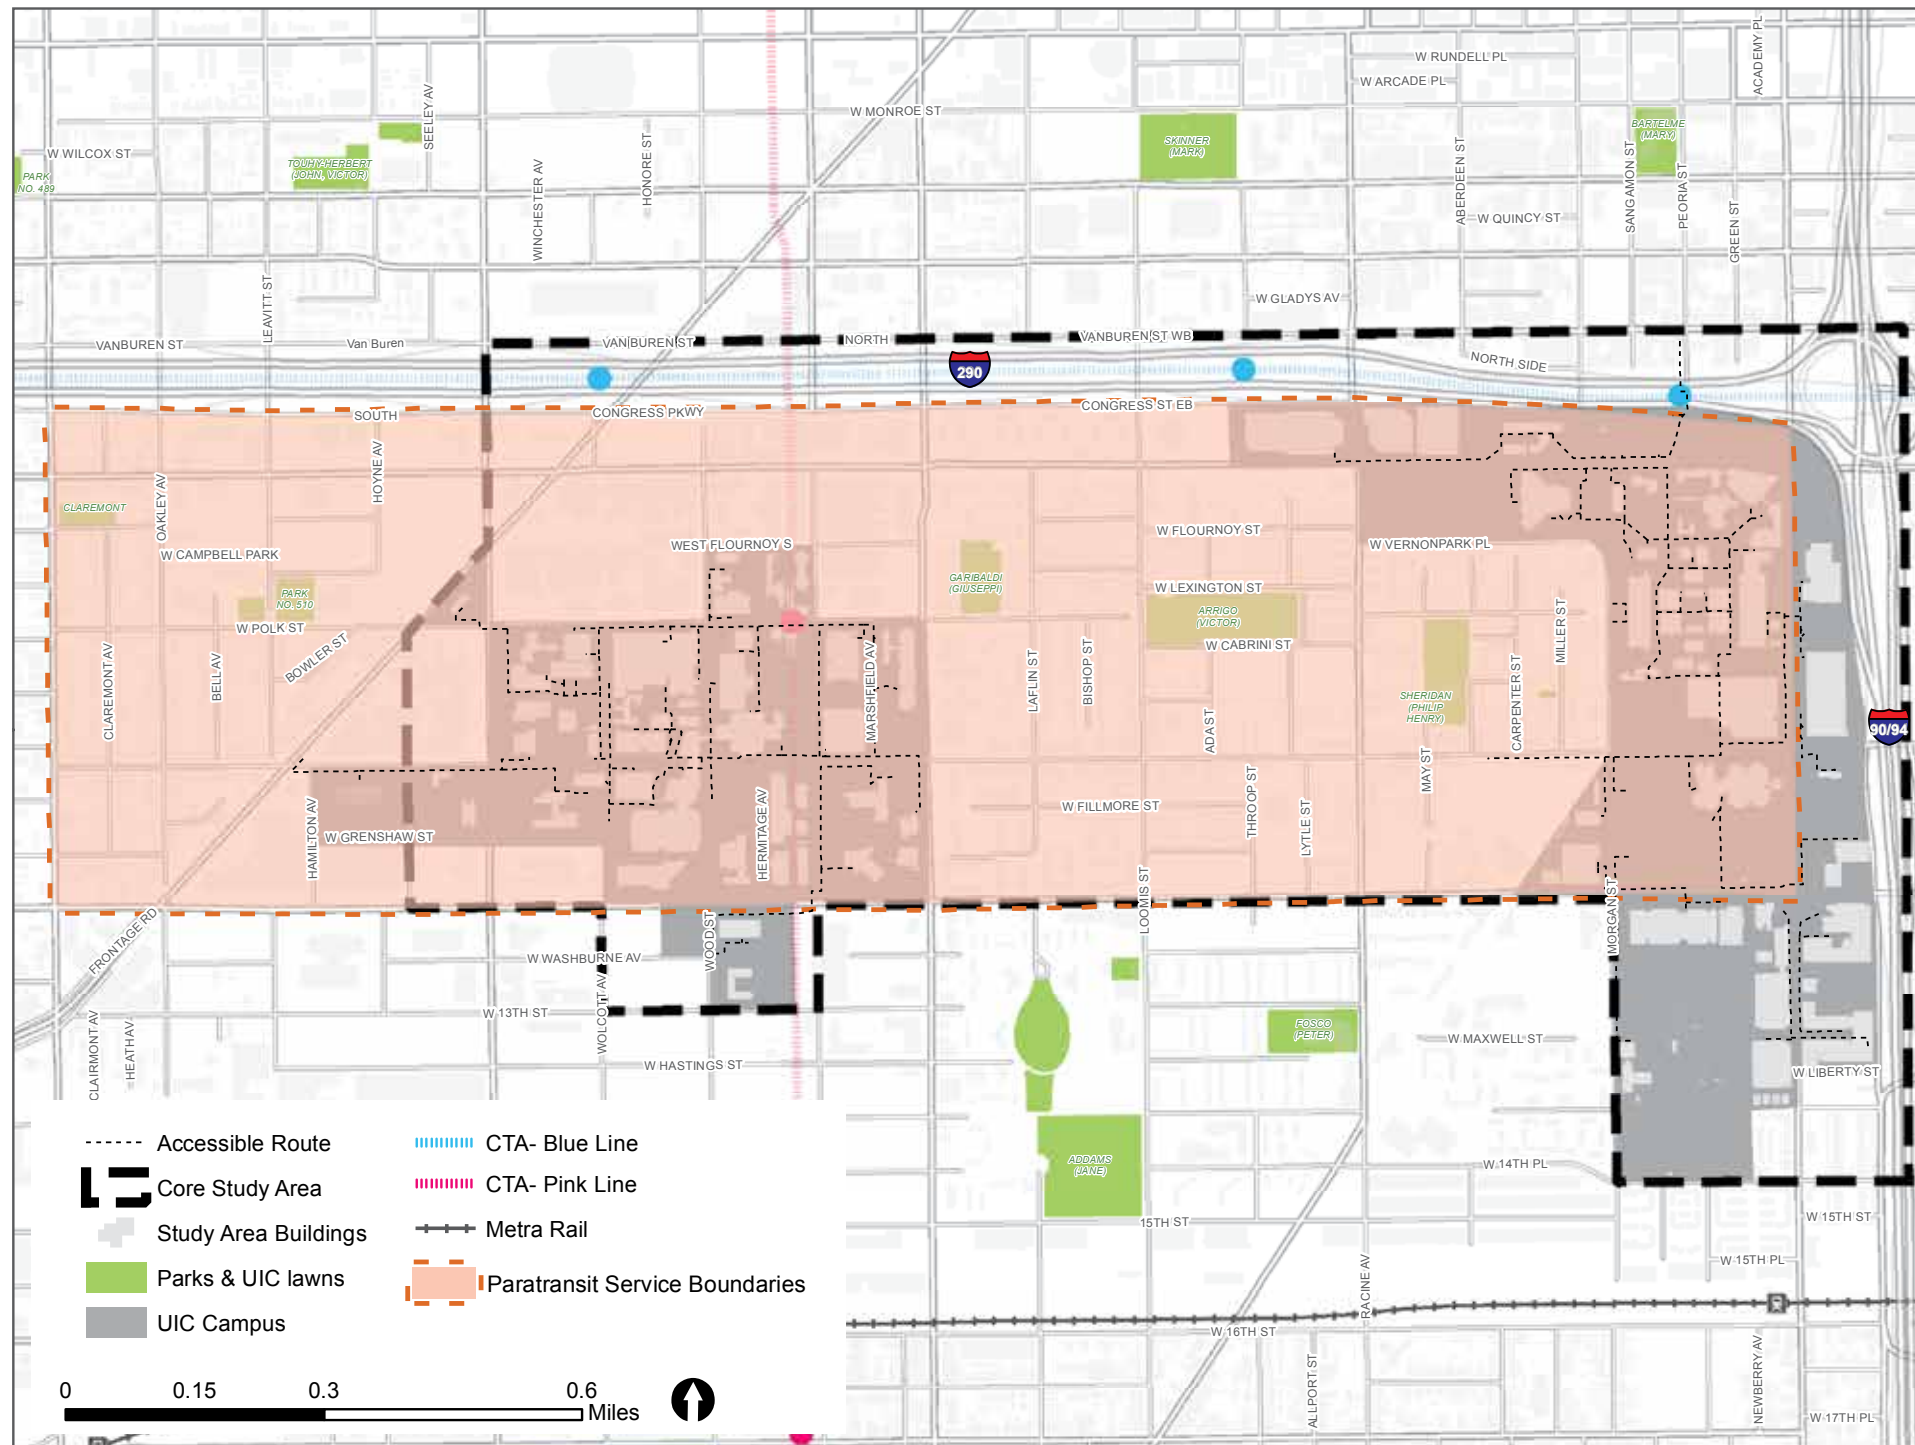 ACADEMY PL
W RUNDELL PL
W ARCADE PL
SEELEY AV
W MONROE ST
W WILCOX ST
PARK
NO. 489
TOUHY-HERBERT
(JOHN, VICTOR)
WINCHESTER AV
HONORE ST
SKINNER
(MARK)
ABERDEEN ST
BARTELME
(MARY)
SANGAMON ST
PEORIA ST
GREEN ST
W QUINCY ST
LEAVITT ST
W GLADYS AV
VANBUREN ST
Van Buren
VAN BUREN ST
NORTH
VANBUREN ST WB
NORTH SIDE
290
SOUTH
CONGRESS PKWY
CONGRESS ST EB
HOYNE AV
OAKLEY AV
CLAREMONT
W CAMPBELL PARK
WEST FLOURNOY S
W FLOURNOY ST
W VERNONPARK PL
PARK
NO. 510
GARIBALDI
(GIUSEPPI)
W LEXINGTON ST
ARRIGO
(VICTOR)
W POLK ST
BOWLER ST
W CABRINI ST
MILLER ST
CLAREMONT AV
BELL AV
MARSHFIELD AV
LAFLIN ST
BISHOP ST
ADA ST
SHERIDAN
(PHILIP
HENRY)
CARPENTER ST
90/94
MAY ST
HAMILTON AV
W GRENSHAW ST
HERMITAGE AV
W FILLMORE ST
THROOP ST
LYTLE ST
LOOMIS ST
MORGAN ST
FRONTAGE RD
W WASHBURNE AV
WOOD ST
WOLCOTT AV
W 13TH ST
CLAIRMONT AV
HEATH AV
FOSCO
(PETER)
W MAXWELL ST
W HASTINGS ST
W LIBERTY ST
ADDAMS
(JANE)
W 14TH PL
15TH ST
W 15TH ST
W 15TH PL
RACINE AV
W 16TH ST
ALLPORT ST
NEWBERRY AV
W 17TH PL
Accessible Route
Core Study Area
Study Area Buildings
Parks & UIC lawns
UIC Campus
CTA- Blue Line
CTA- Pink Line
Metra Rail
Paratransit Service Boundaries
0 0.15 0.3 0.6
Miles